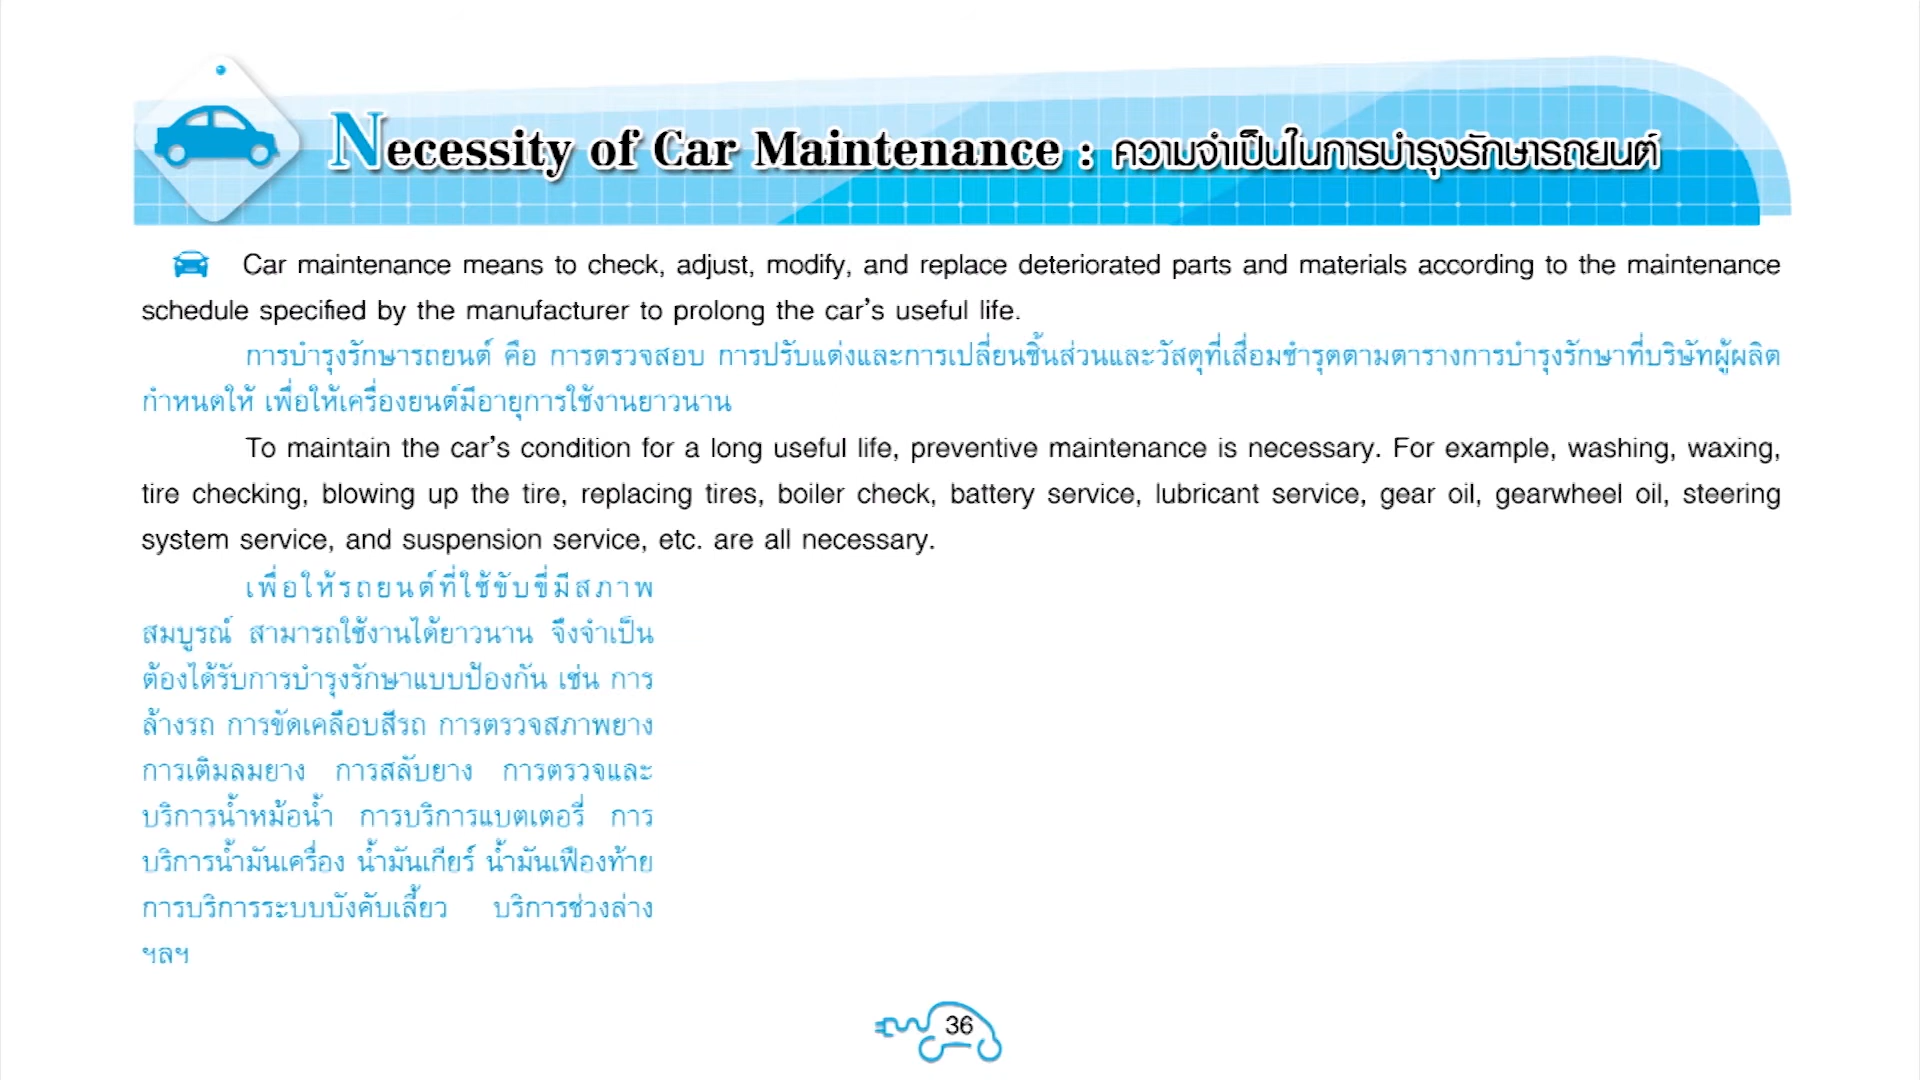 Necessity of Car Maintenance : ความจำเป็นในการบำรุงรักษารถยนต์
Car maintenance means to check, adjust, modify, and replace deteriorated parts and materials according to the maintenance
schedule specified by the manufacturer to prolong the car's useful life.
การบำรุงรักษารถยนต์ คือ การตรวจสอบ การปรับแต่งและการเปลี่ยนชิ้นส่วนและวัสดุที่เสื่อมชำรุดตามตารางการบำรุงรักษาที่บริษัทผู้ผลิต
กำหนดให้ เพื่อให้เครื่องยนต์มีอายุการใช้งานยาวนาน
To maintain the car's condition for a long useful life, preventive maintenance is necessary. For example, washing, waxing,
tire checking, blowing up the tire, replacing tires, boiler check, battery service, lubricant service, gear oil, gearwheel oil, steering
system service, and suspension service, etc. are all necessary.
เพื่อให้รถยนต์ที่ใช้ขับขี่มีสภาพ
สมบูรณ์ สามารถใช้งานได้ยาวนาน จึงจำเป็น
ต้องได้รับการบำรุงรักษาแบบป้องกัน เช่น การ
ล้างรถ การขัดเคลือบสีรถ การตรวจสภาพยาง
การเติมลมยาง การสลับยาง การตรวจและ
บริการน้ำหม้อน้ำ การบริการแบตเตอรี่ การ
บริการน้ำมันเครื่อง น้ำมันเกียร์ น้ำมันเฟืองท้าย
การบริการระบบบังคับเลี้ยว บริการช่วงล่าง
ฯลฯ
36